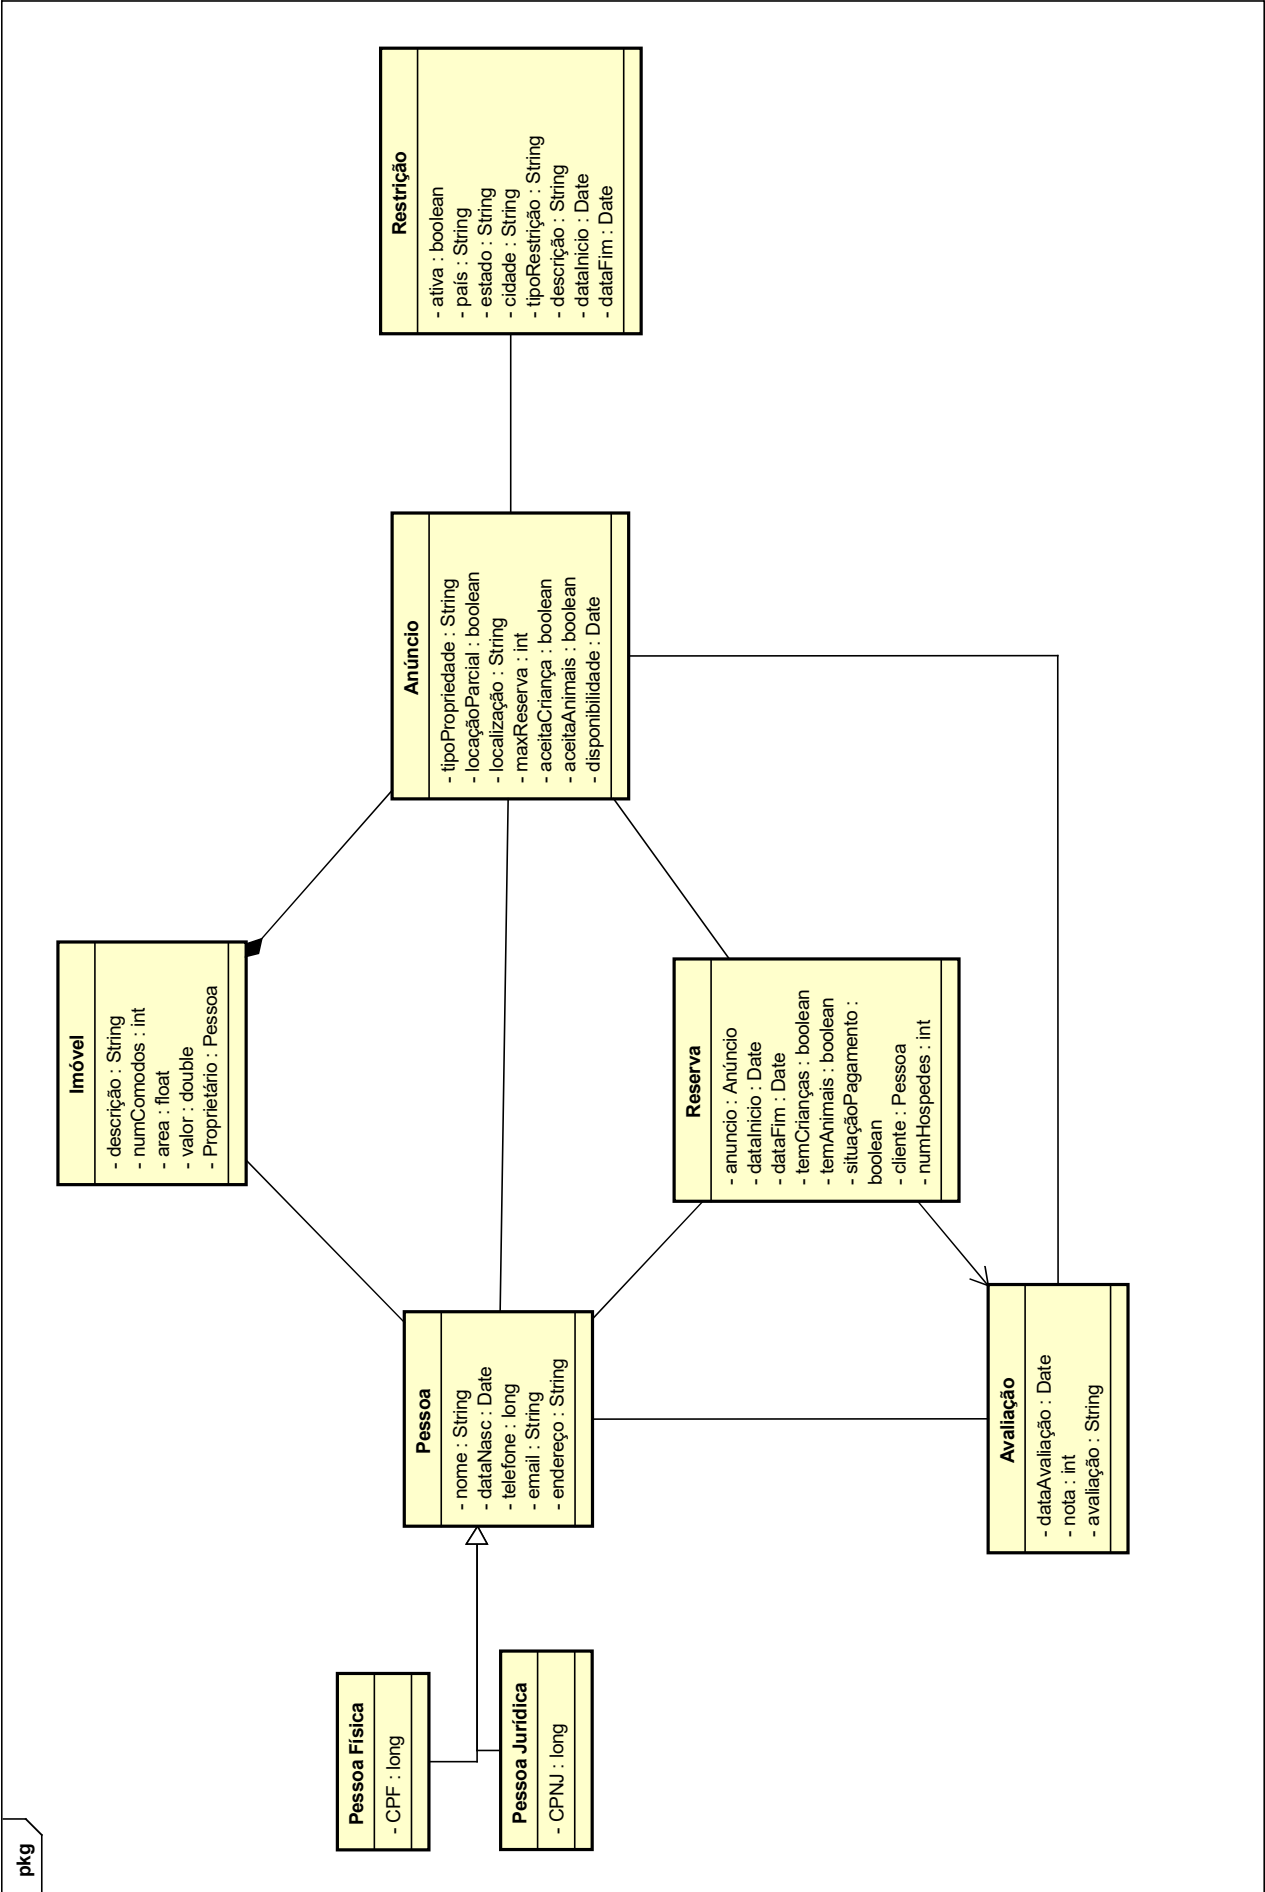 pkg
Pessoa Física
- CPF : long
Pessoa Jurídica
- CPNJ : long
Pessoa
- nome : String
- dataNasc : Date
- telefone : long
- email : String
- endereço : String
Imóvel
- descrição : String
- numComodos : int
- area : float
- valor : double
- Proprietário : Pessoa
Reserva
- anuncio : Anúncio
- dataInicio : Date
- dataFim : Date
- temCrianças : boolean
- temAnimais : boolean
- situaçãoPagamento :
boolean
- cliente : Pessoa
- numHospedes : int
Avaliação
- dataAvaliação : Date
- nota : int
- avaliação : String
Anúncio
- tipoPropriedade : String
- locaçãoParcial : boolean
- localização : String
- maxReserva : int
- aceitaCriança : boolean
- aceitaAnimais : boolean
- disponibilidade : Date
Restrição
- ativa : boolean
- país : String
- estado : String
- cidade : String
- tipoRestrição : String
- descrição : String
- dataInicio : Date
- dataFim : Date